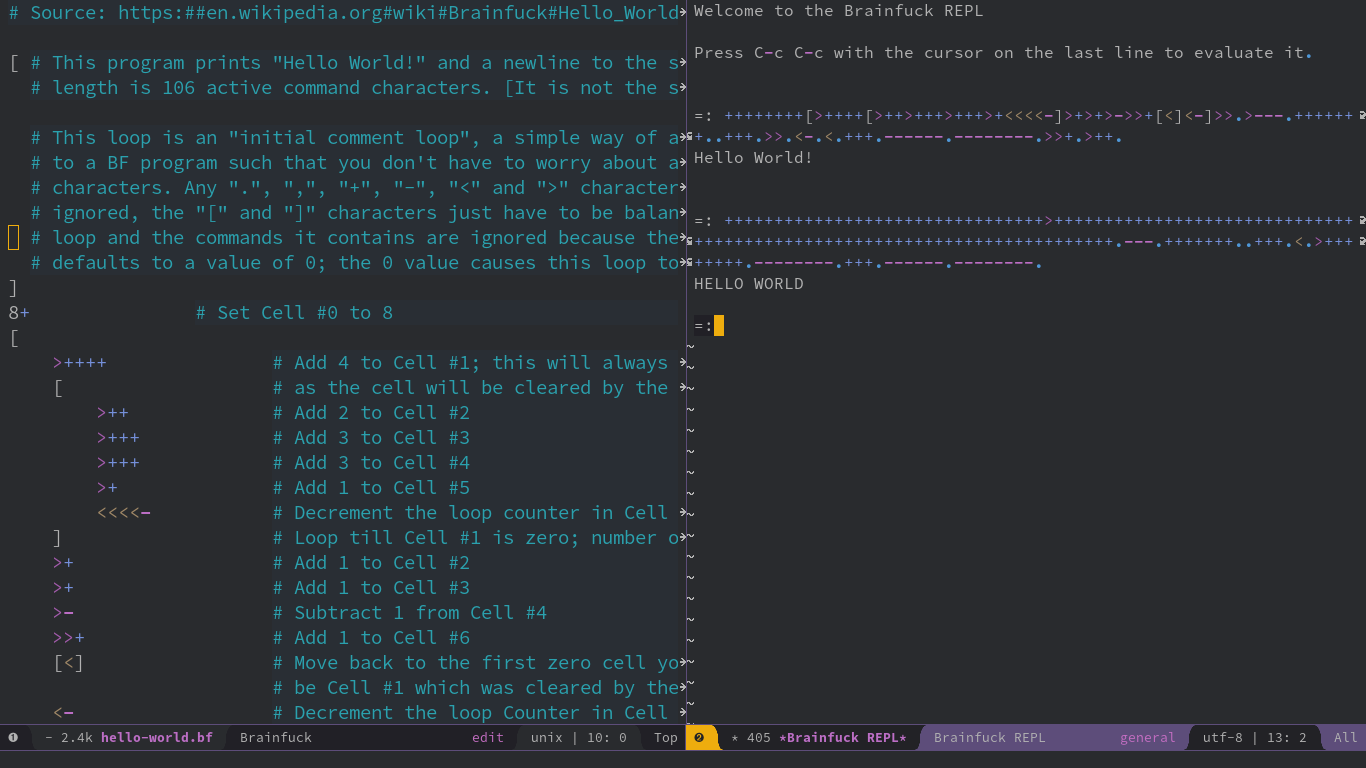 # Source: https:##en.wikipedia.org#wiki#Brainfuck#Hello_World
[ # This program prints "Hello World!" and a newline to the s
# length is 106 active command characters. [It is not the s
# This loop is an "initial comment loop", a simple way of a
# to a BF program such that you don't have to worry about a
# characters. Any ".", ",", "+", "-", "<" and ">" character
# ignored, the "[" and "]" characters just have to be balan
# loop and the commands it contains are ignored because the
# defaults to a value of 0; the 0 value causes this loop to
]
8+ # Set Cell #0 to 8
[
>++++ # Add 4 to Cell #1; this will always
[ # as the cell will be cleared by the
>++ # Add 2 to Cell #2
>+++ # Add 3 to Cell #3
>+++ # Add 3 to Cell #4
>+ # Add 1 to Cell #5
<<<<- # Decrement the loop counter in Cell
] # Loop till Cell #1 is zero; number o
>+ # Add 1 to Cell #2
>+ # Add 1 to Cell #3
>- # Subtract 1 from Cell #4
>>+ # Add 1 to Cell #6
[<] # Move back to the first zero cell yo
# be Cell #1 which was cleared by the
<- # Decrement the loop Counter in Cell
❶ - 2.4k hello-world.bf Brainfuck edit unix | 10: 0 Top
Welcome to the Brainfuck REPL
Press C-c C-c with the cursor on the last line to evaluate it.
=: ++++++++[>++++[>++>+++>+++>+<<<<-]>+>+>->>+[<]<-]>>.>---.++++++
+..+++.>>.<-.<.+++.------.--------.>>+.>++.
Hello World!
=: ++++++++++++++++++++++++++++++++>++++++++++++++++++++++++++++++
++++++++++++++++++++++++++++++++++++++++++.---.+++++++..+++.<.>+++
+++++.--------.+++.------.--------.
HELLO WORLD
=:
❷ * 405 *Brainfuck REPL* Brainfuck REPL general utf-8 | 13: 2 All